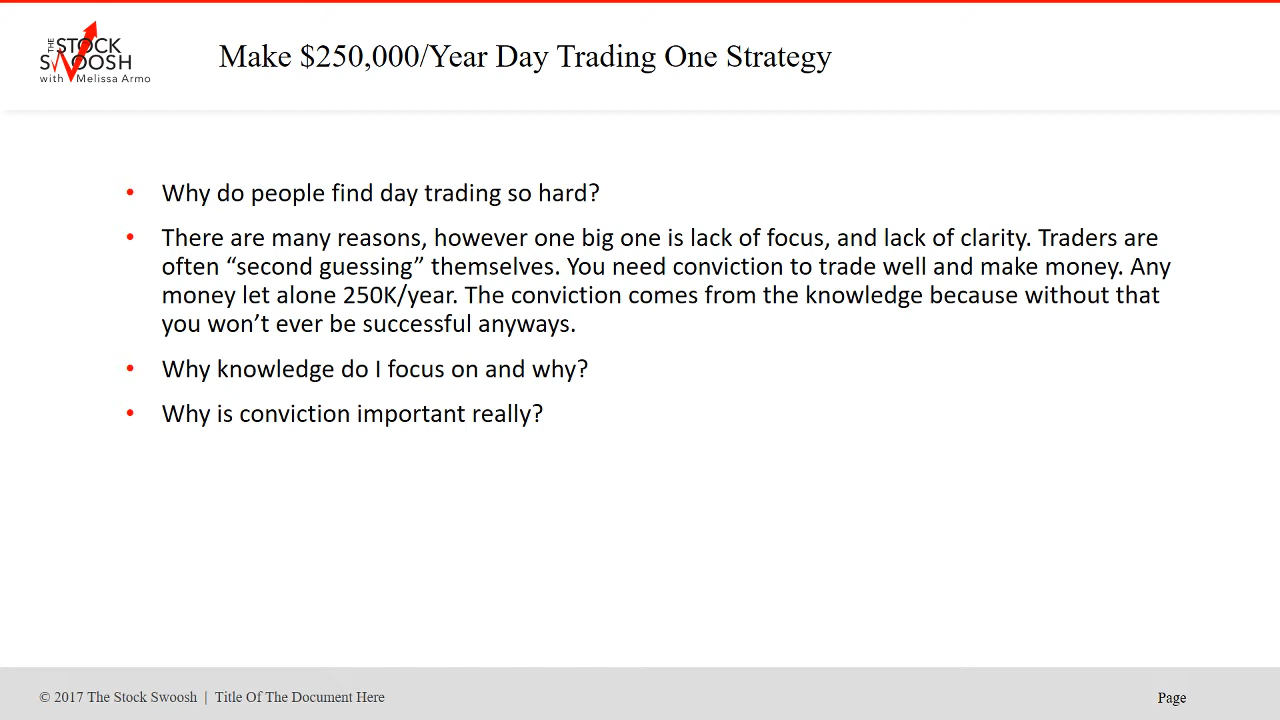 THE
STOCK
SWOOSH
with Melissa Armo
Make $250,000/Year Day Trading One Strategy
• Why do people find day trading so hard?
• There are many reasons, however one big one is lack of focus, and lack of clarity. Traders are
often “second guessing” themselves. You need conviction to trade well and make money. Any
money let alone 250K/year. The conviction comes from the knowledge because without that
you won’t ever be successful anyways.
• Why knowledge do I focus on and why?
• Why is conviction important really?
© 2017 The Stock Swoosh | Title Of The Document Here
Page